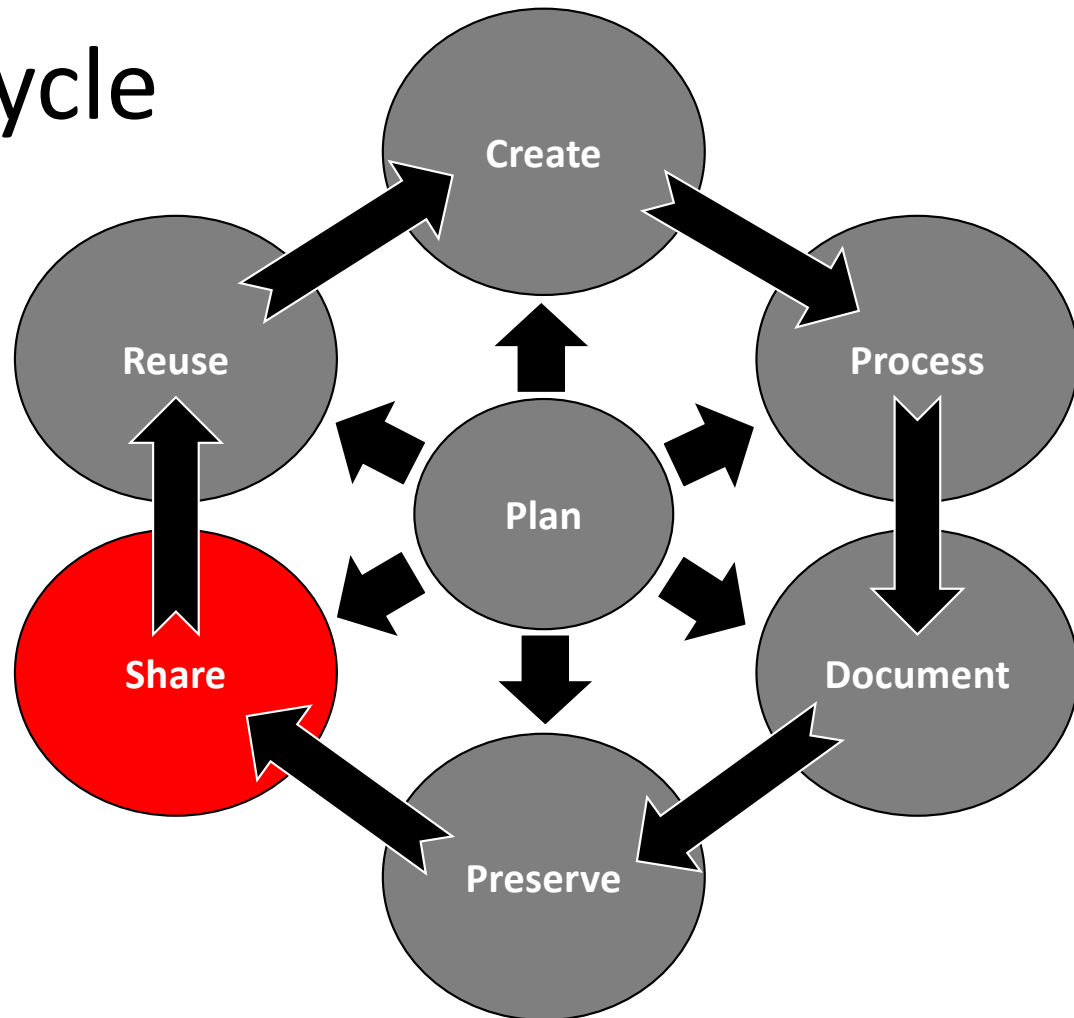 ycle
Create
Reuse
Process
Plan
Share
Document
Preserve